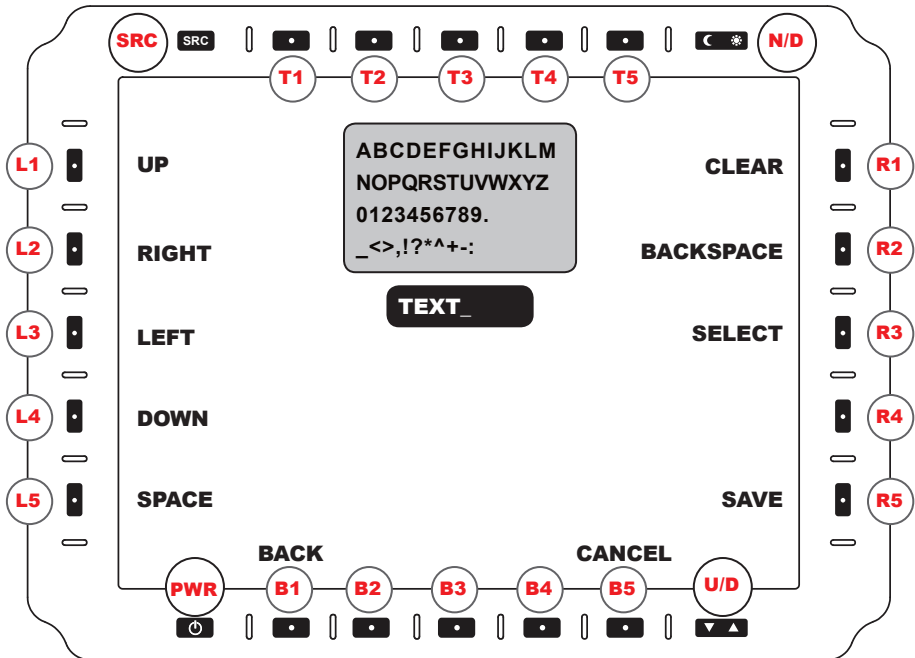 SRC SRC N/D
T1 T2 T3 T4 T5
ABCDEFGHIJKLM
NOPQRSTUVWXYZ
0123456789.
_<>,!?*^+-:
TEXT_
L1 UP CLEAR R1
L2 RIGHT BACKSPACE R2
L3 LEFT SELECT R3
L4 DOWN R4
L5 SPACE SAVE R5
BACK CANCEL
PWR B1 B2 B3 B4 B5 U/D